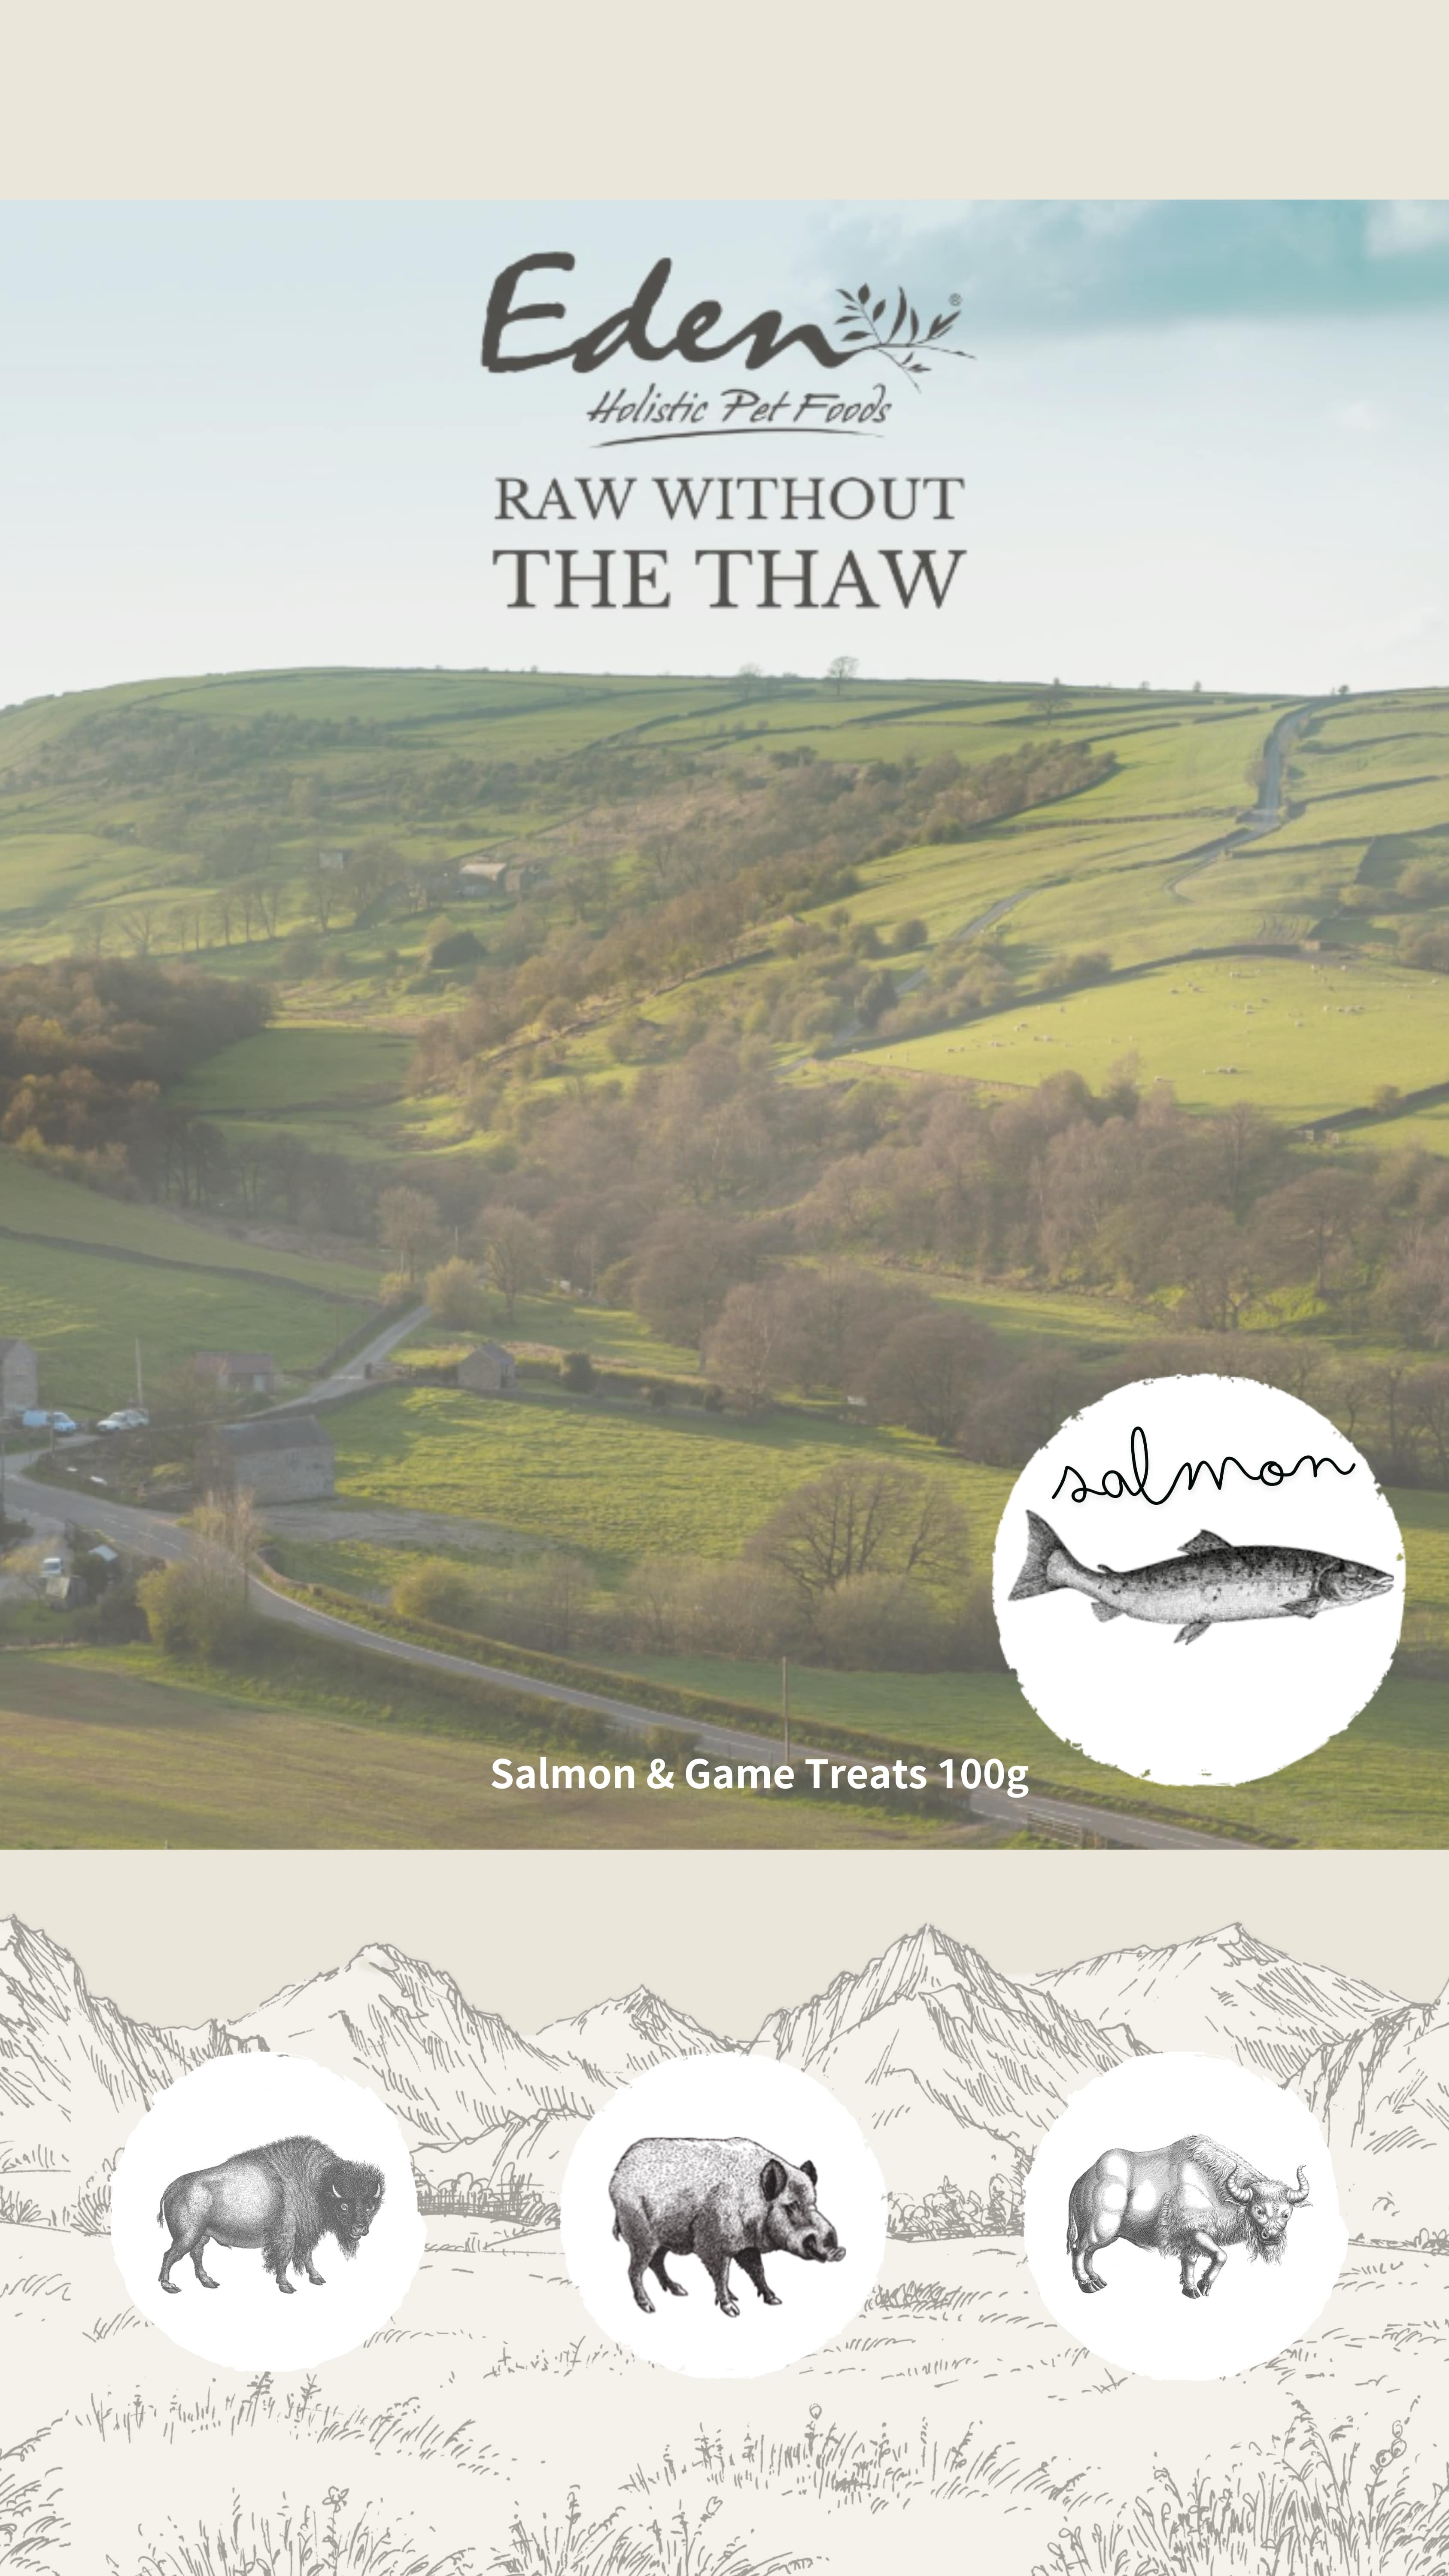 Eden®
Holistic Pet Foods
RAW WITHOUT
THE THAW
salmon
Salmon & Game Treats 100g